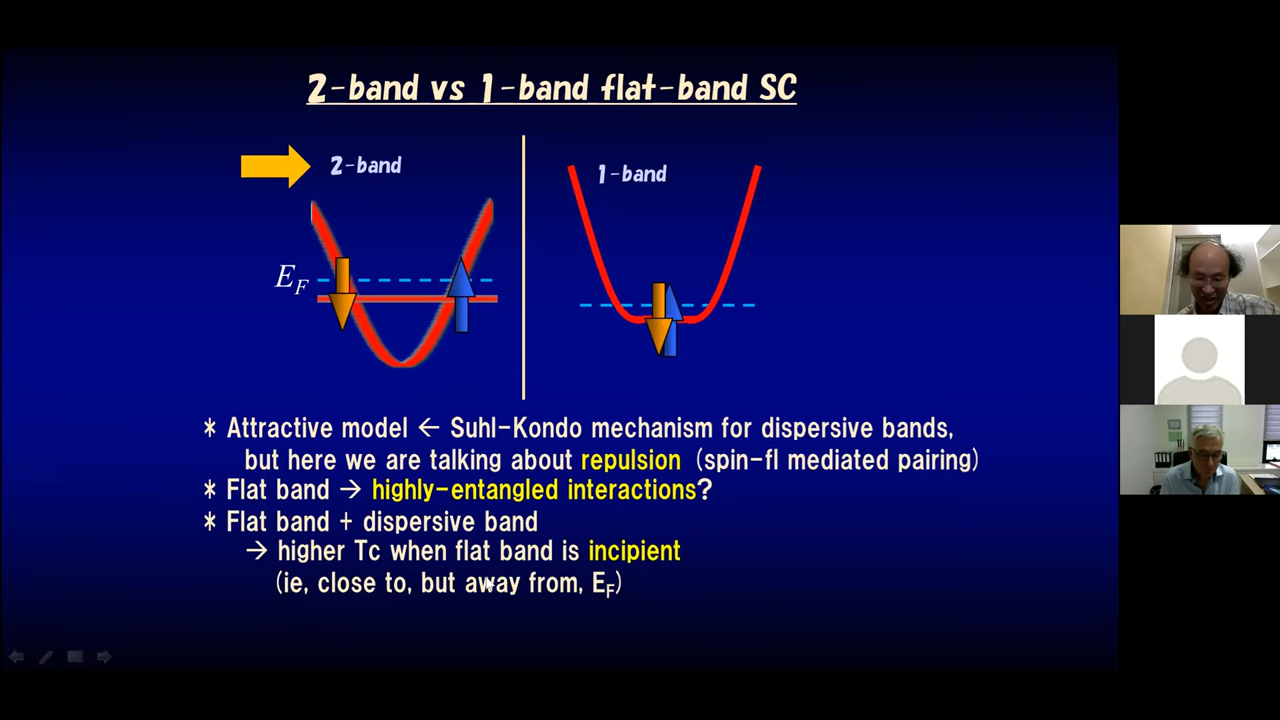 2-band vs 1-band flat-band SC
2-band
1-band
E_F
* Attractive model ← Suhl-Kondo mechanism for dispersive bands,
but here we are talking about repulsion (spin-fl mediated pairing)
* Flat band → highly-entangled interactions?
* Flat band + dispersive band
→ higher Tc when flat band is incipient
(ie, close to, but away from, E_F)